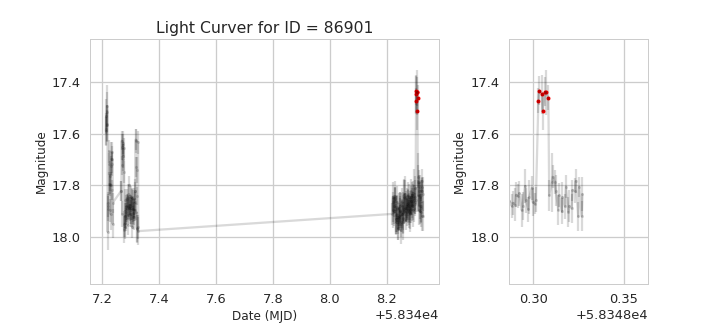 Light Curver for ID = 86901
Magnitude
17.4
17.6
17.8
18.0
7.2
7.4
7.6
7.8
8.0
8.2
Date (MJD)
+5.834e4
Magnitude
17.4
17.6
17.8
18.0
0.30
0.35
+5.8348e4